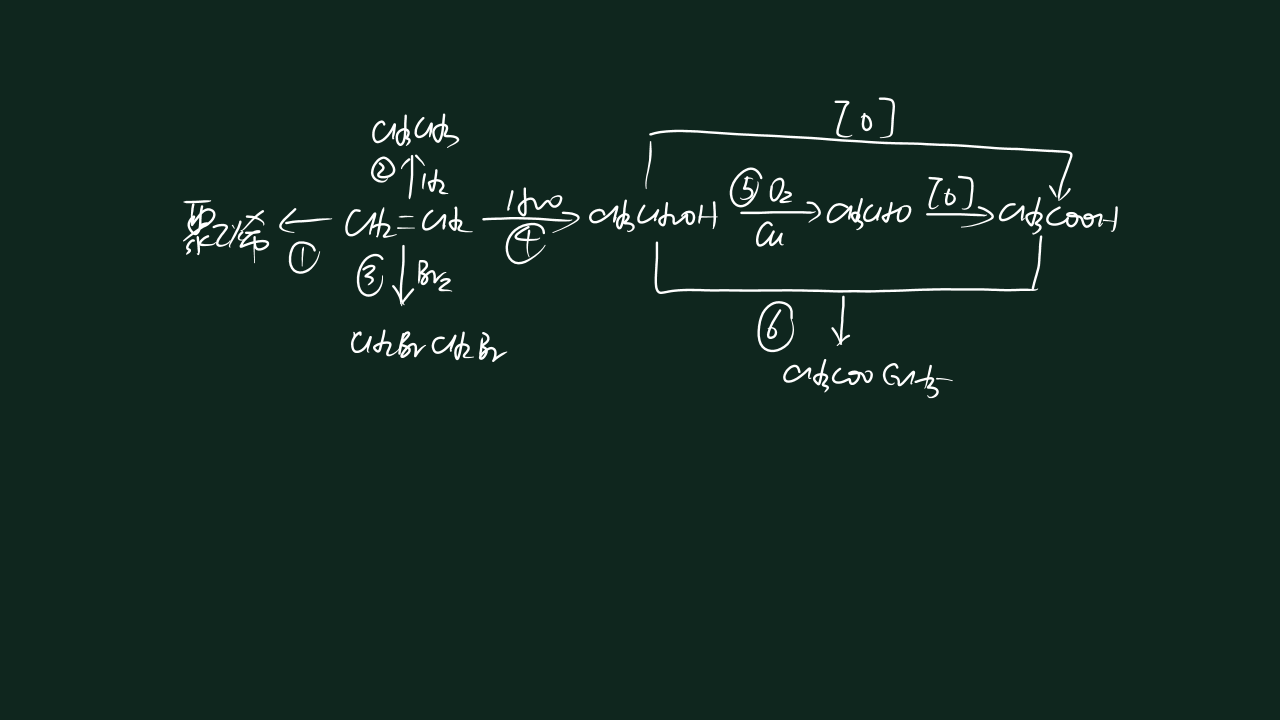 [O]
CH3CH3
② H2
聚乙烯 ① CH2=CH2 H2O ④ CH3CH2OH ⑤ O2 Cu CH3CHO [O] CH3COOH
③ Br2
CH2BrCH2Br
⑥
CH3COOC2H5